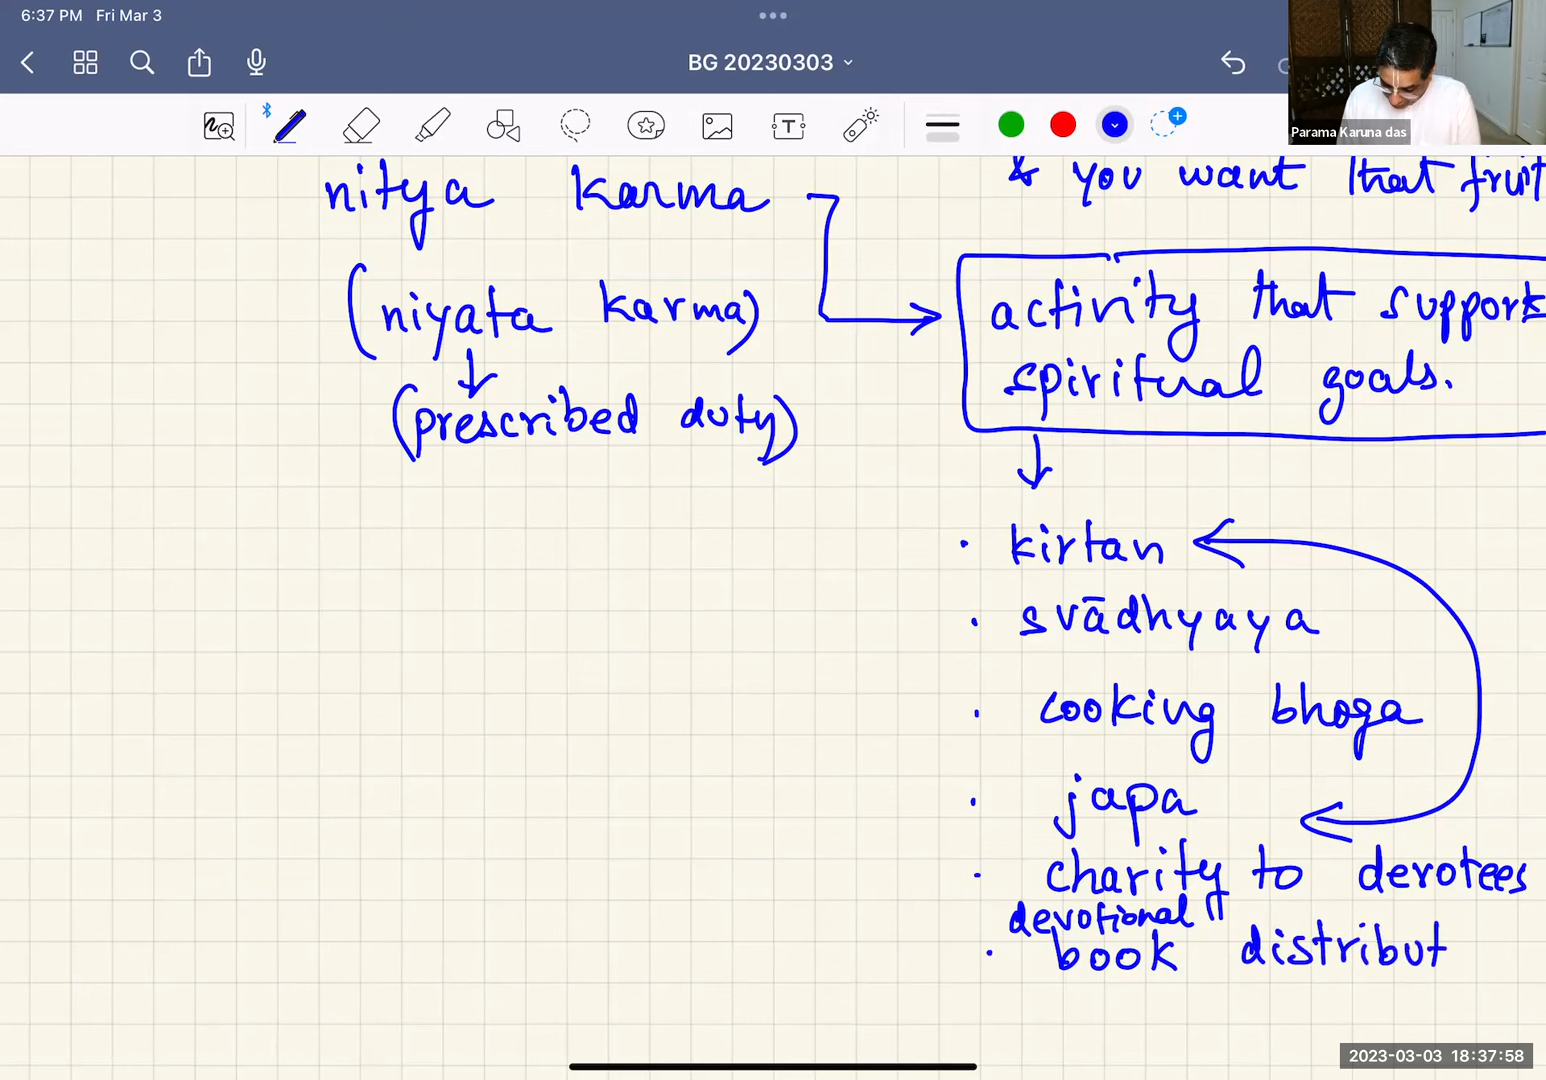 6:37 PM Fri Mar 3
BG 20230303
Parama Karuna das
nitya karma
& you want that fruit
(niyata karma)
activity that support
spiritual goals.
(prescribed duty)
· kirtan
· svādhyaya
· cooking bhoga
· japa
· charity to devotees
devotional
· book distribut
2023-03-03 18:37:58